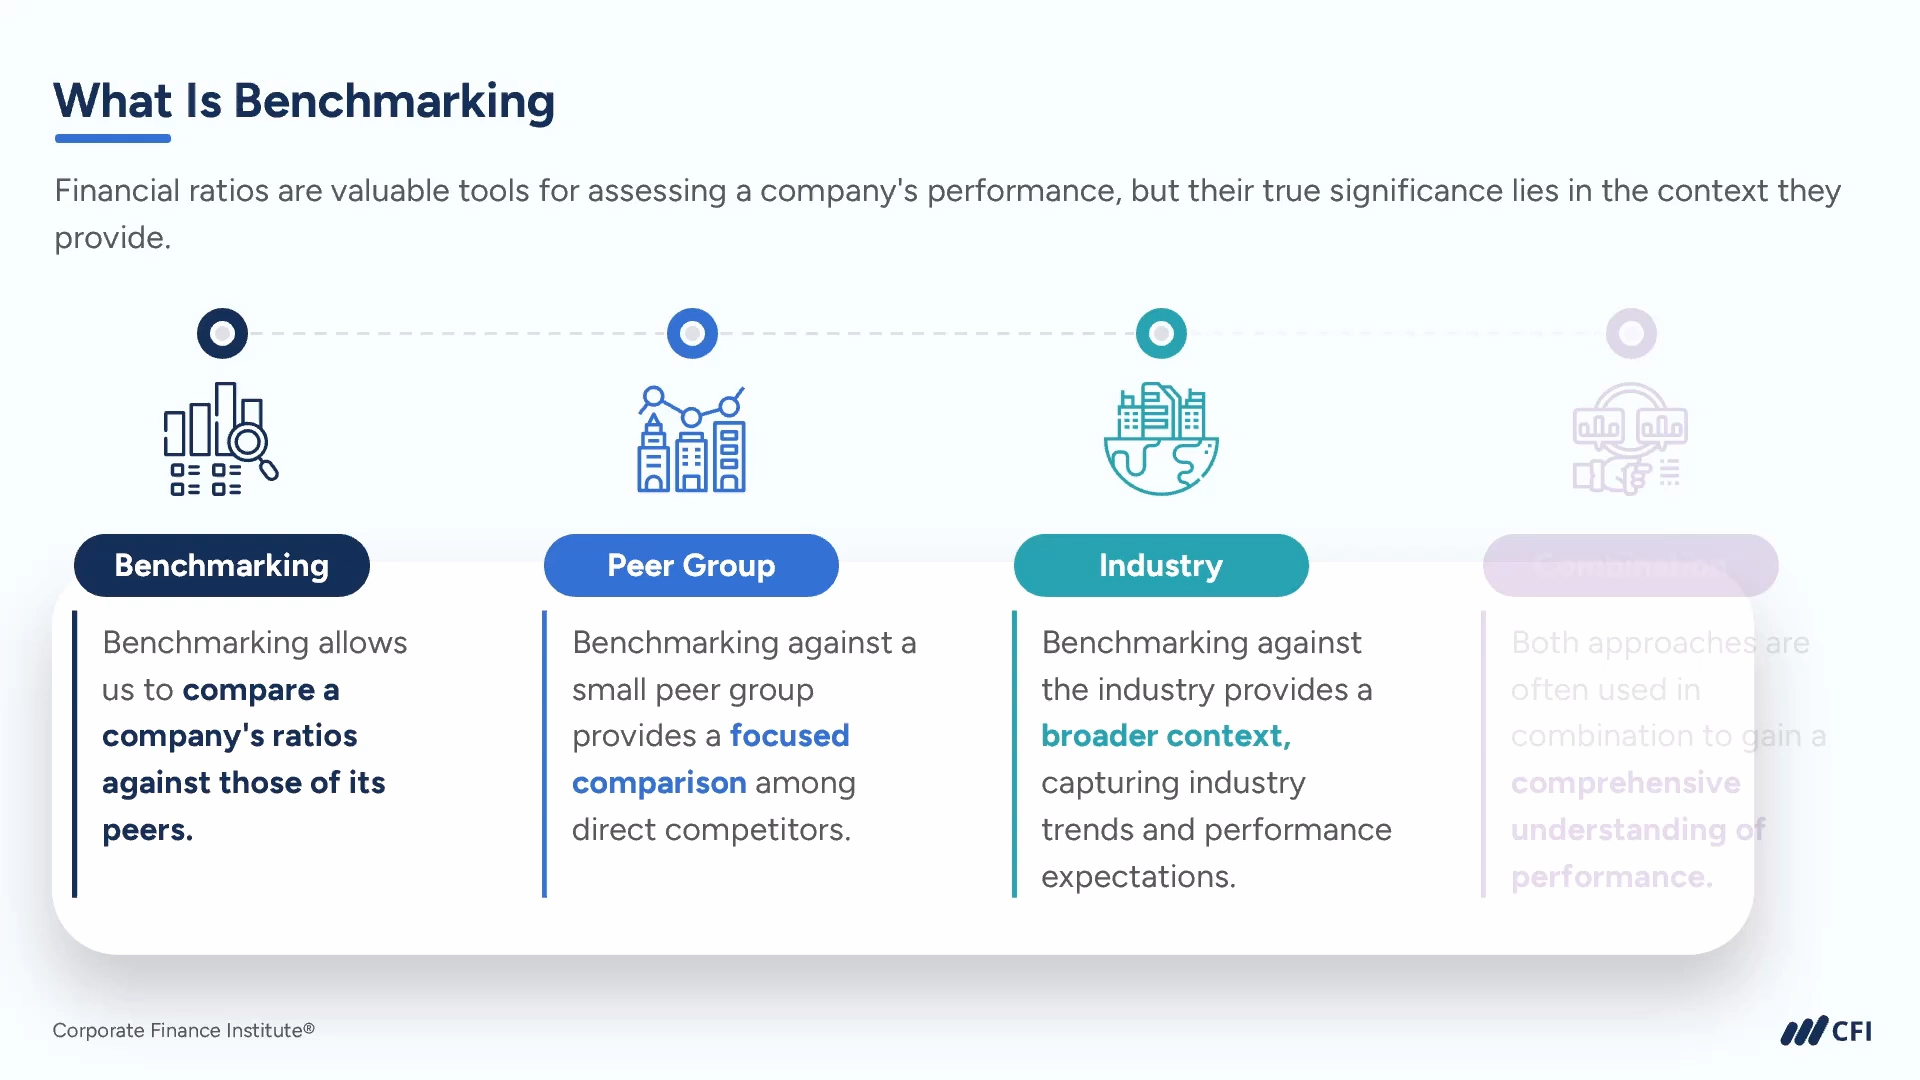 What Is Benchmarking
Financial ratios are valuable tools for assessing a company's performance, but their true significance lies in the context they
provide.
Benchmarking
Benchmarking allows
us to compare a
company's ratios
against those of its
peers.
Peer Group
Benchmarking against a
small peer group
provides a focused
comparison among
direct competitors.
Industry
Benchmarking against
the industry provides a
broader context,
capturing industry
trends and performance
expectations.
Combination
Both approaches are
often used in
combination to gain a
comprehensive
understanding of
performance.
Corporate Finance Institute®
CFI